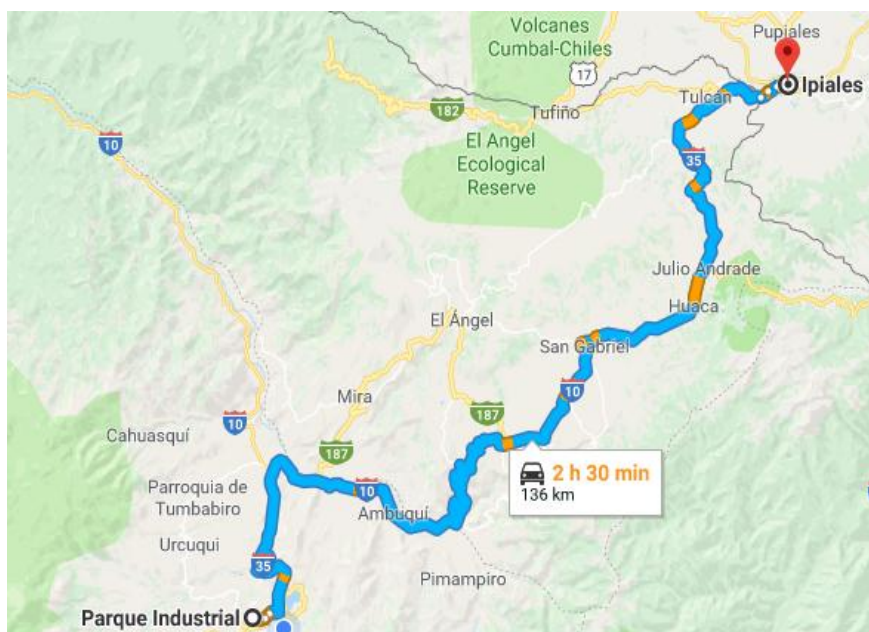 Volcanes
Cumbal-Chiles
Pupiales
17
Ipiales
Tulcán
Tufiño
182
10
El Angel
Ecological
Reserve
35
Julio Andrade
Huaca
El Ángel
San Gabriel
10
Mira
187
10
Cahuasquí
187
2 h 30 min
136 km
Parroquia de
Tumbabiro
10
Ambuquí
Urcuqui
35
Pimampiro
Parque Industrial